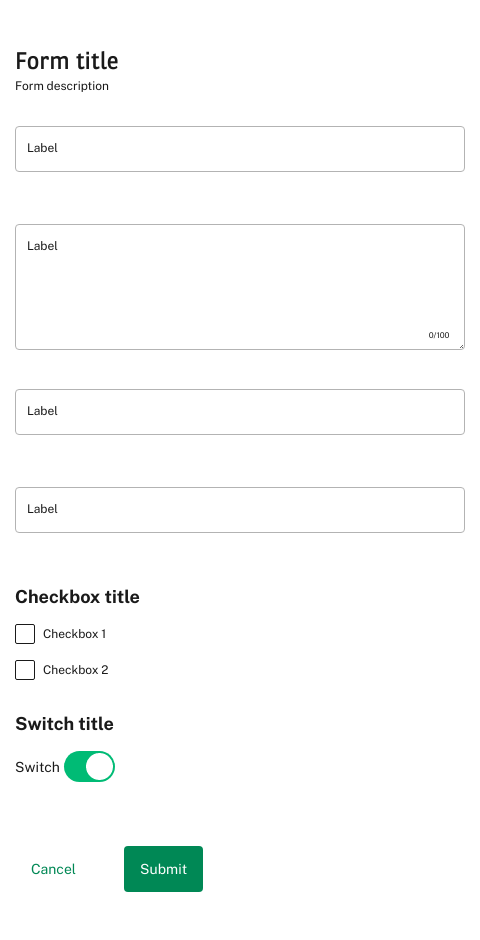 Form title
Form description
Label
Label
0/100
Label
Label
Checkbox title
Checkbox 1
Checkbox 2
Switch title
Switch
Cancel Submit